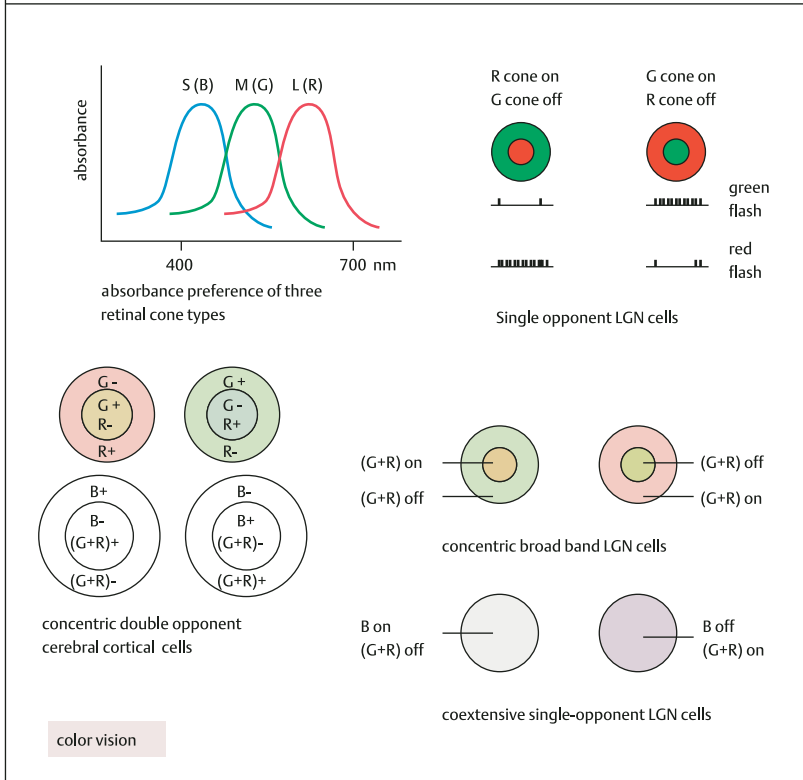 S (B) M (G) L (R)
absorbance
400 700 nm
absorbance preference of three
retinal cone types
R cone on
G cone off
G cone on
R cone off
green
flash
red
flash
Single opponent LGN cells
G -
G +
R-
R+
G +
G -
R+
R-
B+
B-
(G+R)+
(G+R)-
B-
B+
(G+R)-
(G+R)+
concentric double opponent
cerebral cortical cells
(G+R) on
(G+R) off
(G+R) off
(G+R) on
concentric broad band LGN cells
B on
(G+R) off
B off
(G+R) on
coextensive single-opponent LGN cells
color vision